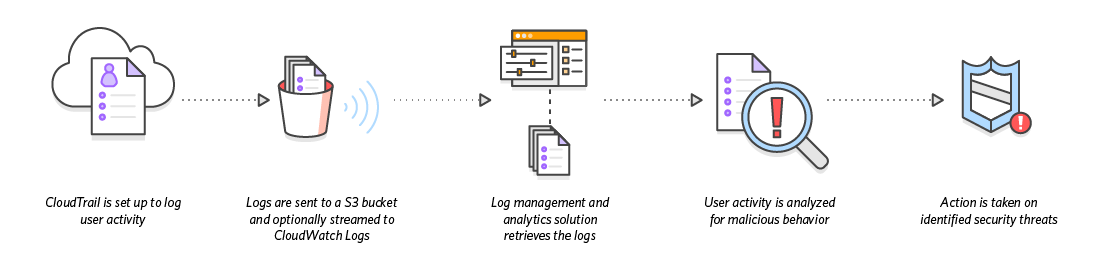 CloudTrail is set up to log
user activity
Logs are sent to a S3 bucket
and optionally streamed to
CloudWatch Logs
Log management and
analytics solution
retrieves the logs
User activity is analyzed
for malicious behavior
Action is taken on
identified security threats